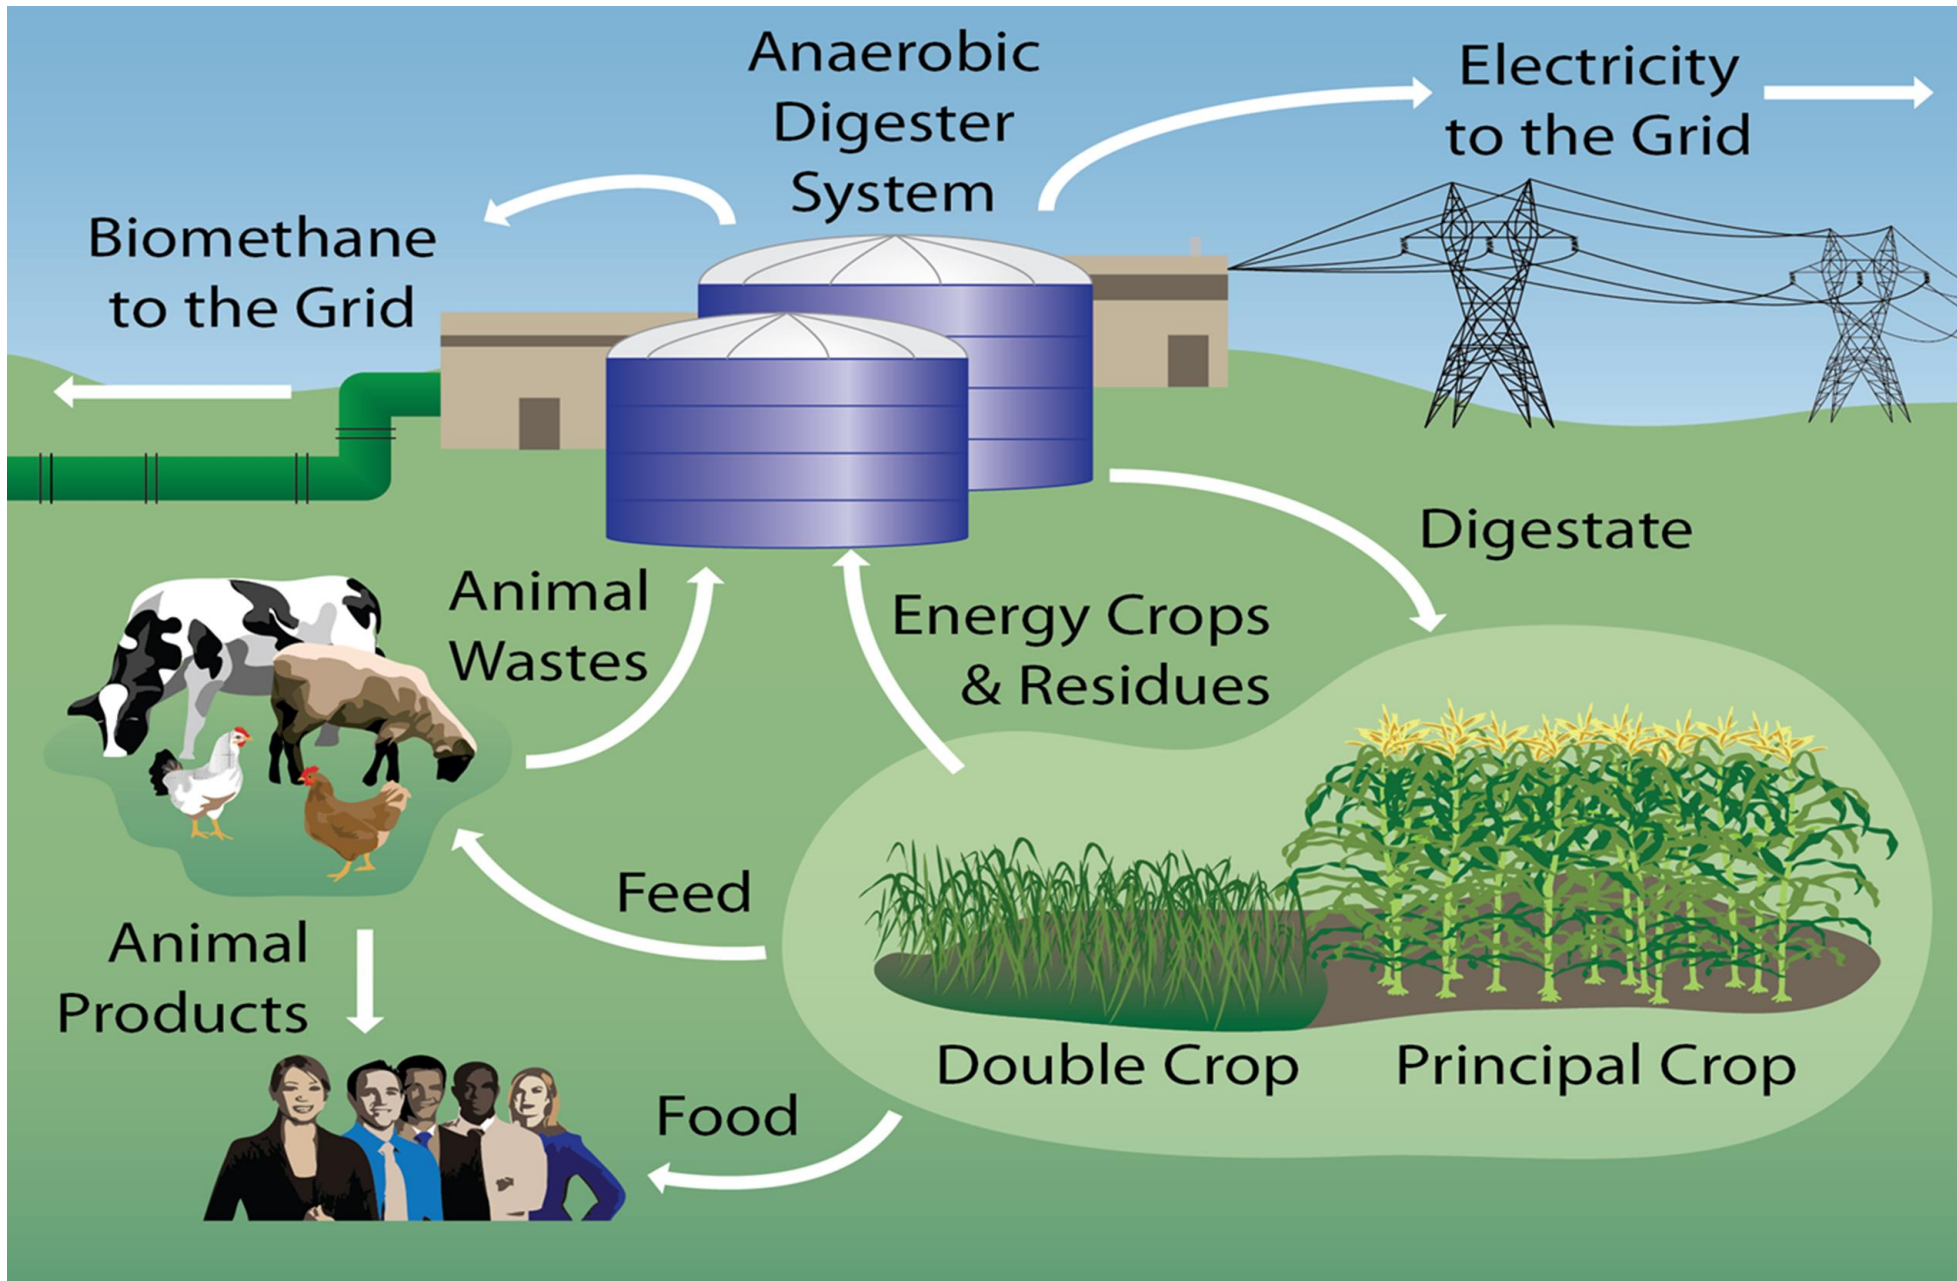 Anaerobic
Digester
System
Electricity
to the Grid
Biomethane
to the Grid
Digestate
Animal
Wastes
Energy Crops
& Residues
Feed
Animal
Products
Double Crop
Principal Crop
Food